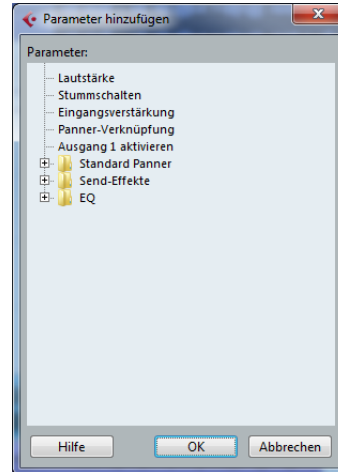 Parameter hinzufügen
Parameter:
Lautstärke
Stummschalten
Eingangsverstärkung
Panner-Verknüpfung
Ausgang 1 aktivieren
Standard Panner
Send-Effekte
EQ
Hilfe OK Abbrechen